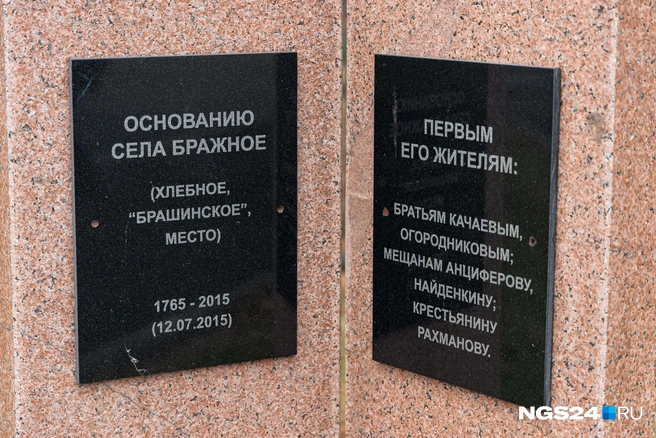 ОСНОВАНИЮ
СЕЛА БРАЖНОЕ
(ХЛЕБНОЕ,
"БРАШИНСКОЕ",
МЕСТО)
1765 - 2015
(12.07.2015)
ПЕРВЫМ
ЕГО ЖИТЕЛЯМ:
БРАТЬЯМ КАЧАЕВЫМ,
ОГОРОДНИКОВЫМ;
МЕЩАНАМ АНЦИФЕРОВУ,
НАЙДЕНКИНУ;
КРЕСТЬЯНИНУ
РАХМАНОВУ.
NGS24.RU